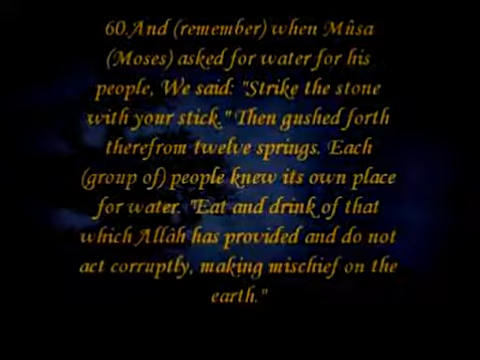 60.And (remember) when Mûsa
(Moses) asked for water for his
people, We said: "Strike the stone
with your stick." Then gushed forth
therefrom twelve springs. Each
(group of) people knew its own place
for water. "Eat and drink of that
which Allâh has provided and do not
act corruptly, making mischief on the
earth."